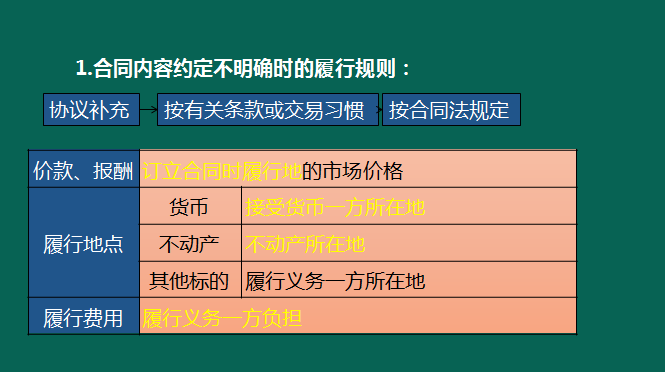 1.合同内容约定不明确时的履行规则：
协议补充 按有关条款或交易习惯 按合同法规定
价款、报酬 订立合同时履行地的市场价格
履行地点 货币 接受货币一方所在地
不动产 不动产所在地
其他标的 履行义务一方所在地
履行费用 履行义务一方负担